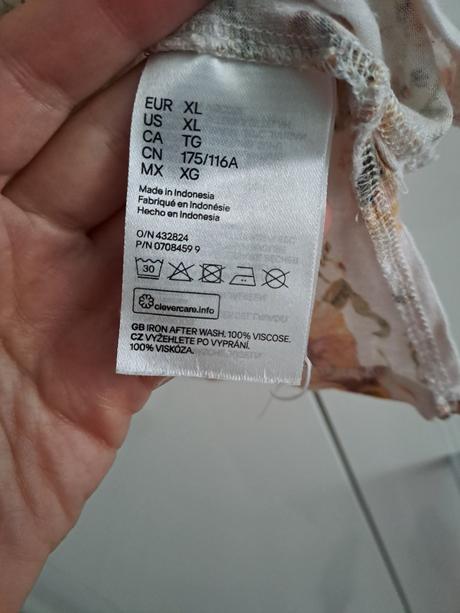 EUR XL
US XL
CA TG
CN 175/116A
MX XG
Made in Indonesia
Fabriqué en Indonésie
Hecho en Indonesia
O/N 432824
P/N 0708459 9
30
clevercare.info
GB IRON AFTER WASH. 100% VISCOSE.
CZ VYŽEHLETE PO VYPRÁNÍ.
100% VISKÓZA.